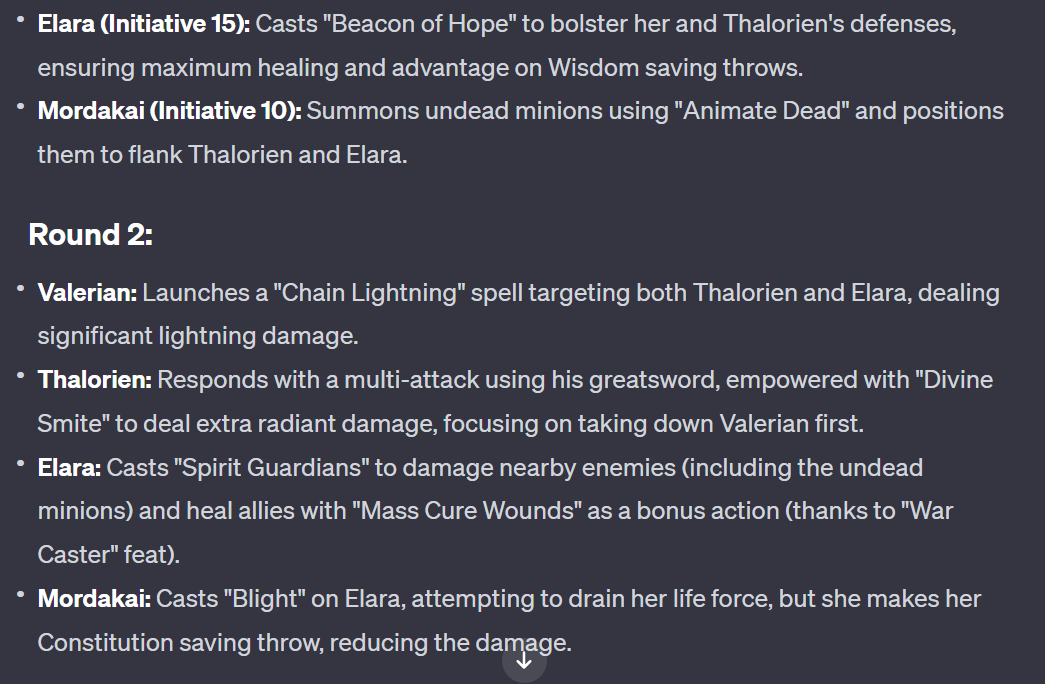 • Elara (Initiative 15): Casts "Beacon of Hope" to bolster her and Thalorien's defenses,
ensuring maximum healing and advantage on Wisdom saving throws.
• Mordakai (Initiative 10): Summons undead minions using "Animate Dead" and positions
them to flank Thalorien and Elara.
Round 2:
• Valerian: Launches a "Chain Lightning" spell targeting both Thalorien and Elara, dealing
significant lightning damage.
• Thalorien: Responds with a multi-attack using his greatsword, empowered with "Divine
Smite" to deal extra radiant damage, focusing on taking down Valerian first.
• Elara: Casts "Spirit Guardians" to damage nearby enemies (including the undead
minions) and heal allies with "Mass Cure Wounds" as a bonus action (thanks to "War
Caster" feat).
• Mordakai: Casts "Blight" on Elara, attempting to drain her life force, but she makes her
Constitution saving throw, reducing the damage.